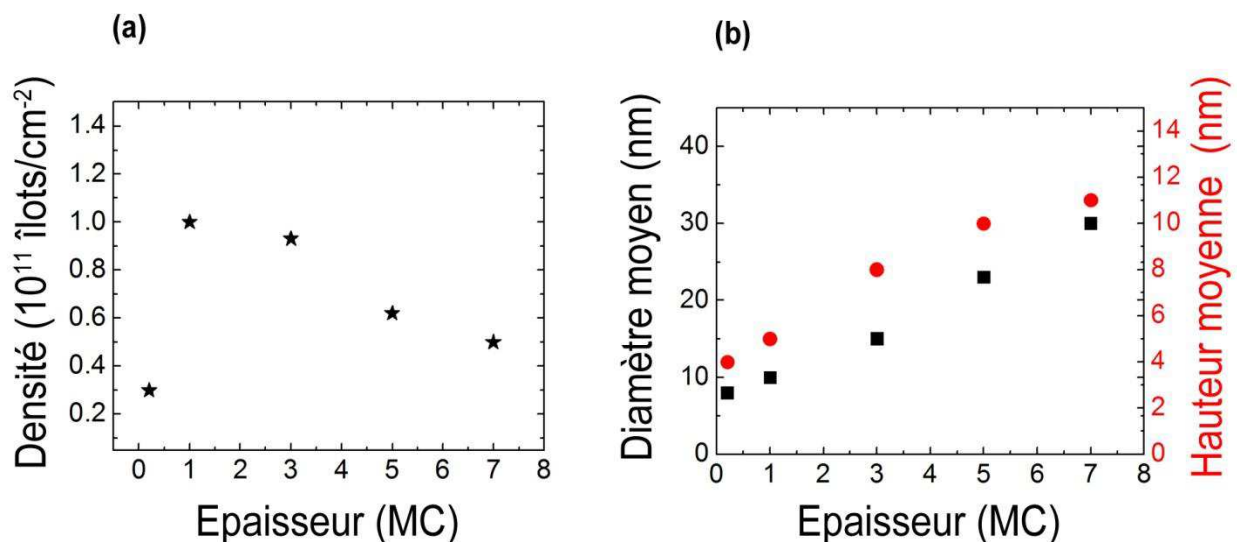 (a)
Densité (10¹¹ îlots/cm⁻²)
1.4
1.2
1.0
0.8
0.6
0.4
0.2
0 1 2 3 4 5 6 7 8
Epaisseur (MC)
(b)
Diamètre moyen (nm)
40
30
20
10
0
0 1 2 3 4 5 6 7 8
Epaisseur (MC)
14
12
10
8
6
4
2
0
Hauteur moyenne (nm)